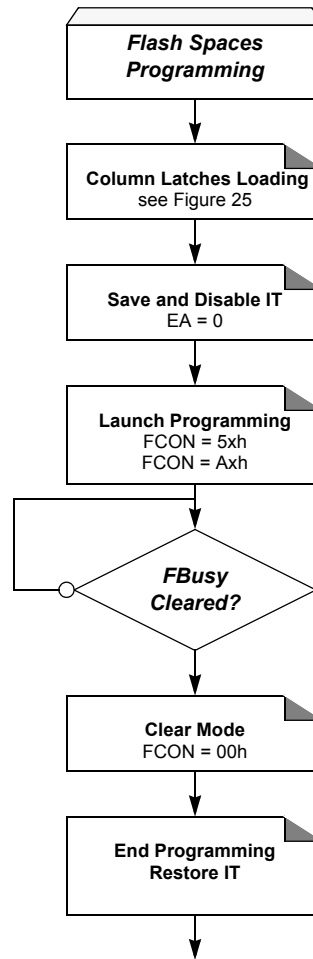 Flash Spaces
Programming
Column Latches Loading
see Figure 25
Save and Disable IT
EA = 0
Launch Programming
FCON = 5xh
FCON = Axh
FBusy
Cleared?
Clear Mode
FCON = 00h
End Programming
Restore IT